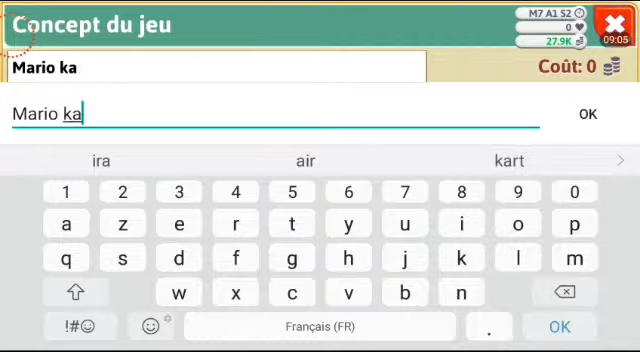 Concept du jeu
M7 A1 S2
0
27.9K
09:05
Mario ka
Coût: 0
Mario ka
OK
ira air kart
1 2 3 4 5 6 7 8 9 0
a z e r t y u i o p
q s d f g h j k l m
w x c v b n
!#☺ Français (FR) . OK